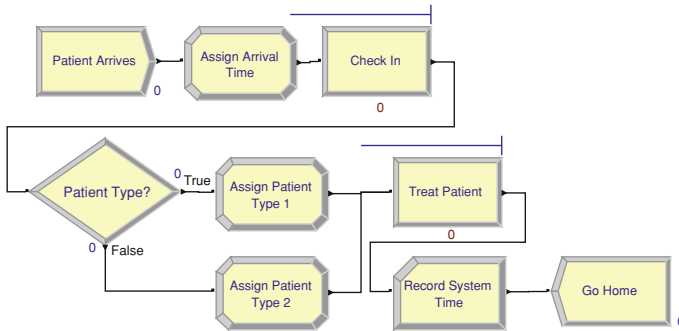 Patient Arrives
0
Assign Arrival
Time
Check In
0
Patient Type?
0
True
0
False
Assign Patient
Type 1
Assign Patient
Type 2
Treat Patient
0
Record System
Time
Go Home